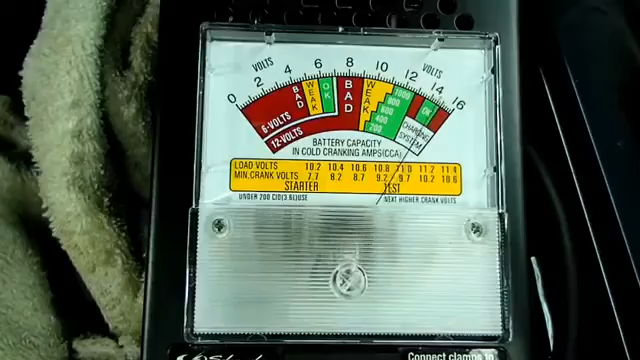 VOLTS VOLTS
0 2 4 6 8 10 12 14 16
BAD WEAK OK BAD WEAK OK
1000
800
600
400
200
6-VOLTS
12-VOLTS
CHARGING SYSTEM
BATTERY CAPACITY
IN COLD CRANKING AMPS(CCA)
LOAD VOLTS 10.2 10.4 10.6 10.8 11.0 11.2 11.4
MIN.CRANK VOLTS 7.7 8.2 8.7 9.2 9.7 10.2 10.6
STARTER TEST
UNDER 200 CID(3.6L)USE NEXT HIGHER CRANK VOLTS
Connect clamps to